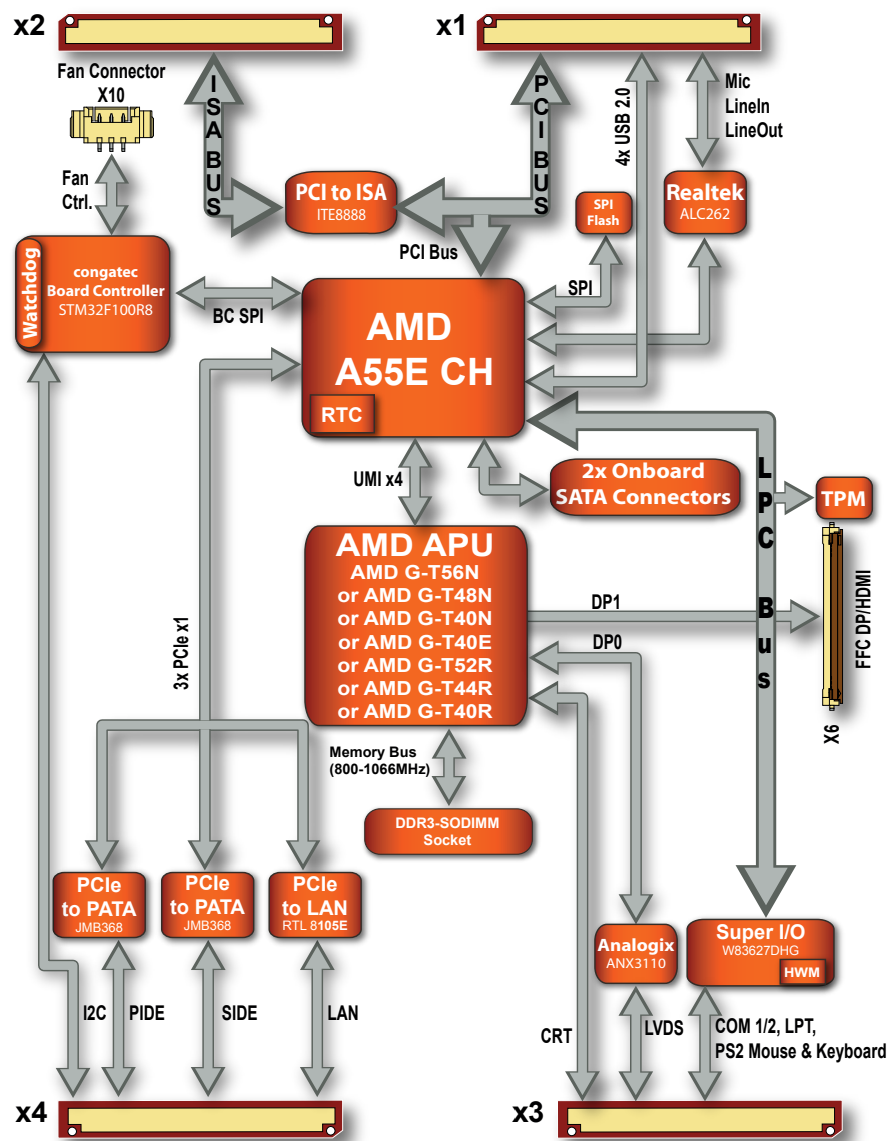 x2
x1
Fan Connector
X10
ISA BUS
PCI BUS
4x USB 2.0
Mic
LineIn
LineOut
Fan
Ctrl.
PCI to ISA
ITE8888
SPI
Flash
Realtek
ALC262
PCI Bus
Watchdog
congatec
Board Controller
STM32F100R8
BC SPI
SPI
AMD
A55E CH
RTC
UMI x4
2x Onboard
SATA Connectors
LPC Bus
TPM
AMD APU
AMD G-T56N
or AMD G-T48N
or AMD G-T40N
or AMD G-T40E
or AMD G-T52R
or AMD G-T44R
or AMD G-T40R
DP1
DP0
FFC DP/HDMI
X6
3x PCIe x1
Memory Bus
(800-1066MHz)
DDR3-SODIMM
Socket
PCIe
to PATA
JMB368
PCIe
to PATA
JMB368
PCIe
to LAN
RTL 8105E
Analogix
ANX3110
Super I/O
W83627DHG
HWM
I2C
PIDE
SIDE
LAN
CRT
LVDS
COM 1/2, LPT,
PS2 Mouse & Keyboard
x4
x3